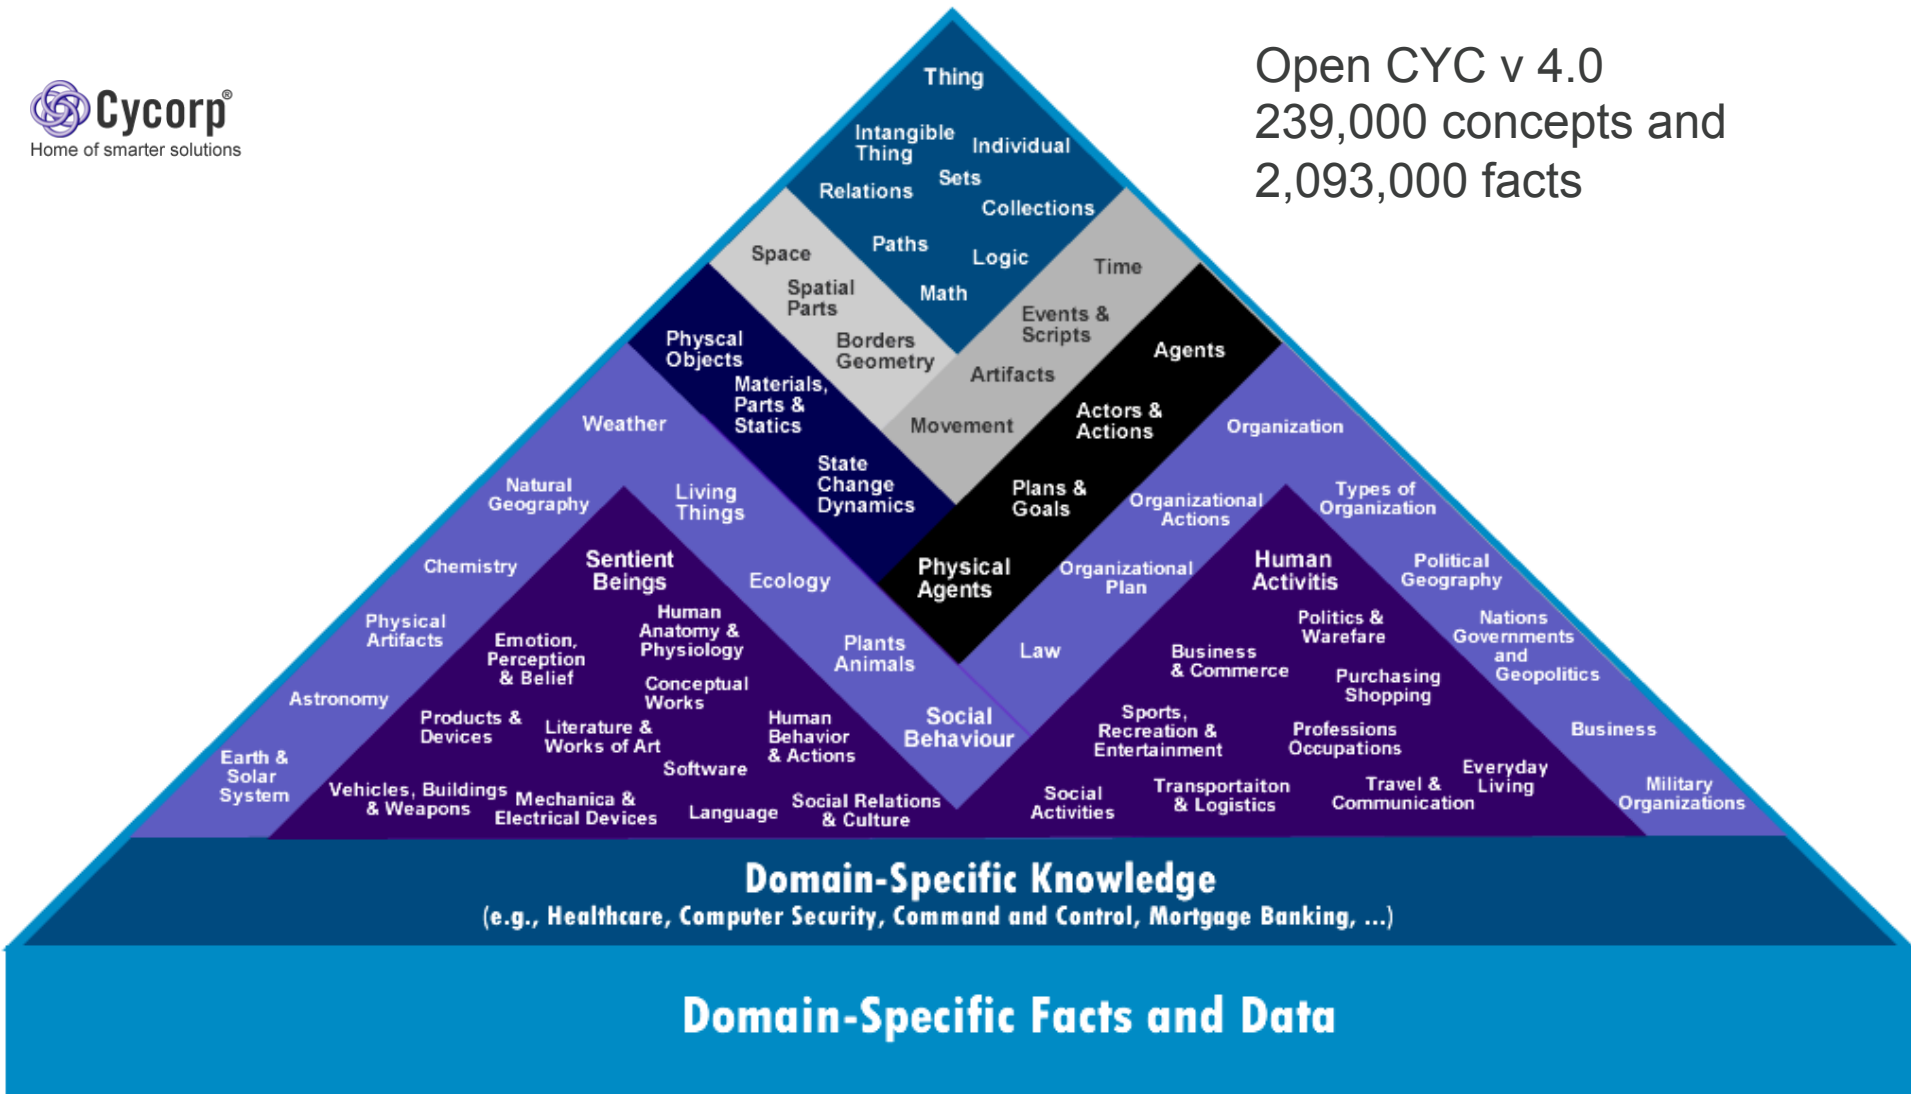 Cycorp®
Home of smarter solutions
Open CYC v 4.0
239,000 concepts and
2,093,000 facts
Thing
Intangible
Thing
Individual
Sets
Relations
Collections
Paths
Logic
Math
Space
Spatial
Parts
Borders
Geometry
Time
Events &
Scripts
Artifacts
Movement
Physcal
Objects
Materials,
Parts &
Statics
State
Change
Dynamics
Agents
Actors &
Actions
Plans &
Goals
Physical
Agents
Weather
Natural
Geography
Living
Things
Chemistry
Ecology
Physical
Artifacts
Plants
Animals
Astronomy
Social
Behaviour
Earth &
Solar
System
Organization
Organizational
Actions
Types of
Organization
Organizational
Plan
Political
Geography
Law
Nations
Governments
and
Geopolitics
Business
Military
Organizations
Sentient
Beings
Human
Anatomy &
Physiology
Emotion,
Perception
& Belief
Conceptual
Works
Products &
Devices
Literature &
Works of Art
Human
Behavior
& Actions
Software
Vehicles, Buildings
& Weapons
Mechanica &
Electrical Devices
Language
Social Relations
& Culture
Human
Activitis
Politics &
Warefare
Business
& Commerce
Purchasing
Shopping
Sports,
Recreation &
Entertainment
Professions
Occupations
Everyday
Living
Social
Activities
Transportaiton
& Logistics
Travel &
Communication
Domain-Specific Knowledge
(e.g., Healthcare, Computer Security, Command and Control, Mortgage Banking, ...)
Domain-Specific Facts and Data